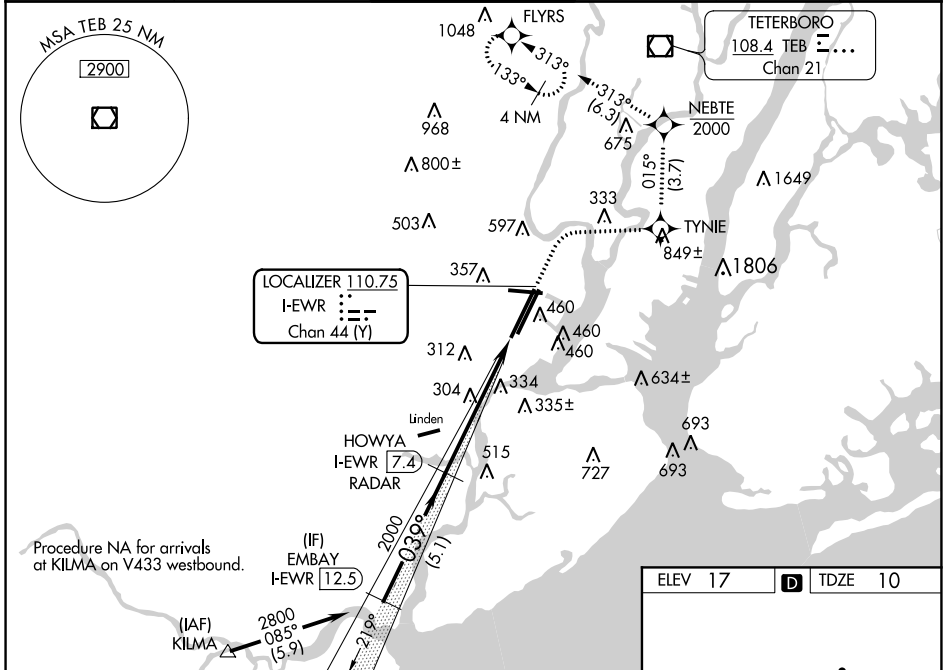 MSA TEB 25 NM
2900
1048
FLYRS
313°
133°
4 NM
313°
(6.3)
TETERBORO
108.4 TEB
Chan 21
NEBTE
2000
675
968
800±
015°
(3.7)
1649
503
597
333
TYNIE
849±
1806
357
LOCALIZER 110.75
I-EWR
Chan 44 (Y)
460
460
460
312
304
334
335±
634±
Linden
HOWYA
I-EWR 7.4
RADAR
515
727
693
693
2000
039°
(5.1)
Procedure NA for arrivals
at KILMA on V433 westbound.
(IF)
EMBAY
I-EWR 12.5
(IAF)
KILMA
2800
085°
(5.9)
219°
ELEV 17
D
TDZE 10